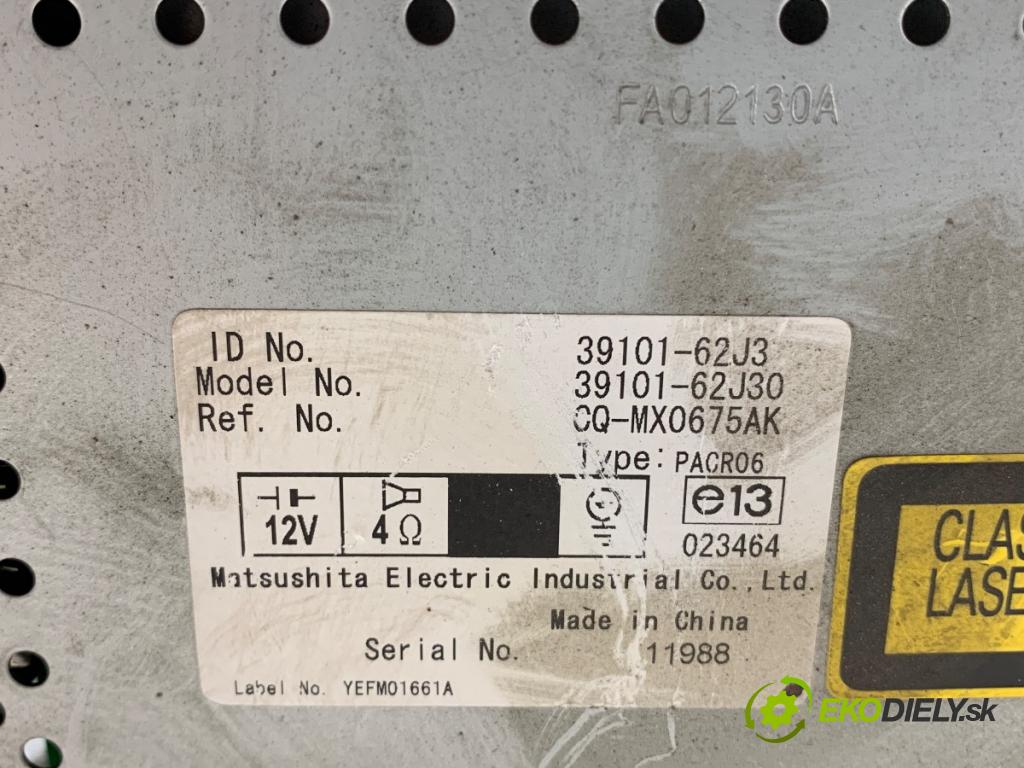 FA012130A
ID No. 39101-62J3
Model No. 39101-62J30
Ref. No. CQ-MX0675AK
Type: PACR06
12V 4 Ω e13
023464
Matsushita Electric Industrial Co., Ltd.
Made in China
Serial No. 11988
Label No. YEFM01661A
CLAS
LASE
EKODIELY.sk